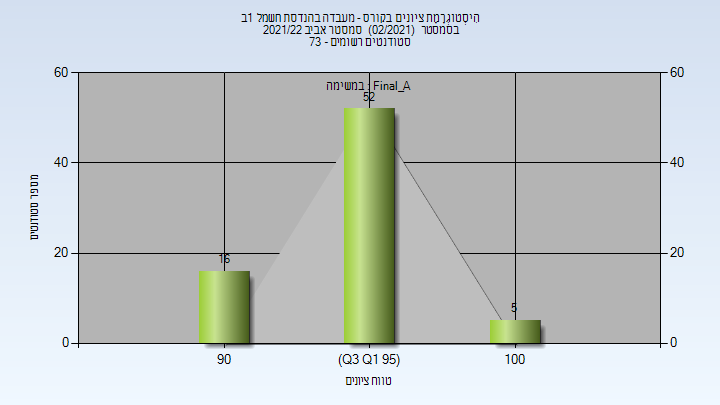 הִיסְטוֹגְרָמַת ציונים בקורס - מעבדה בהנדסת חשמל 1ב
בסמסטר (02/2021) סמסטר אביב 2021/22
סטודנטים רשומים - 73
במשימה : Final_A
60
60
52
40
40
מספר סטודנטים
20
20
16
5
0
0
90
(Q3 Q1 95)
100
טווח ציונים